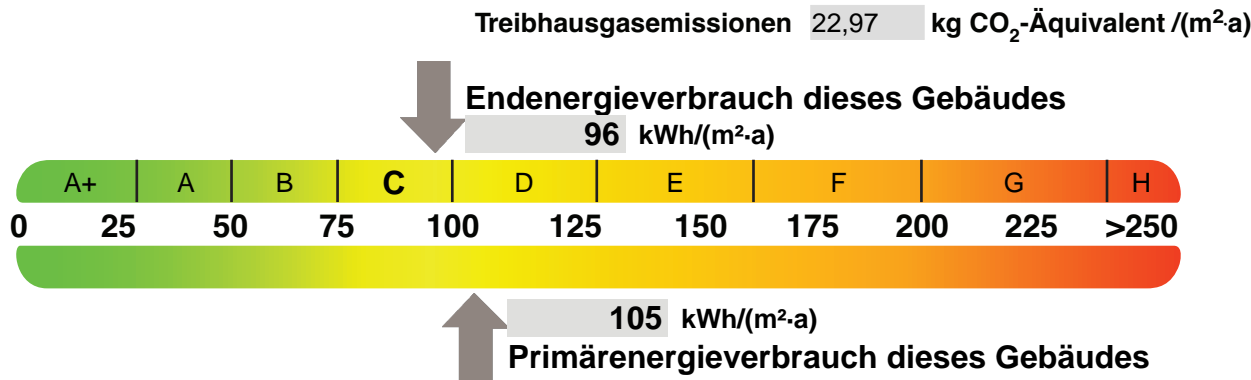 Treibhausgasemissionen 22,97 kg CO₂-Äquivalent /(m²·a)
Endenergieverbrauch dieses Gebäudes
96 kWh/(m²·a)
A+ A B C D E F G H
0 25 50 75 100 125 150 175 200 225 >250
105 kWh/(m²·a)
Primärenergieverbrauch dieses Gebäudes